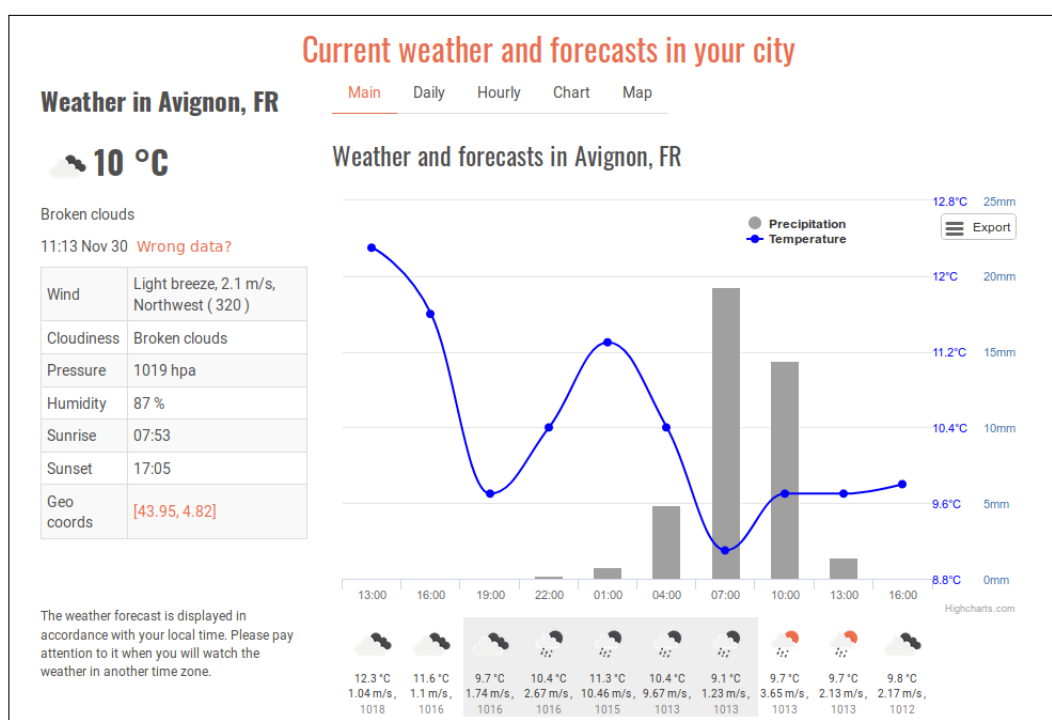 Current weather and forecasts in your city
Weather in Avignon, FR
10 °C
Broken clouds
11:13 Nov 30 Wrong data?
Wind Light breeze, 2.1 m/s,
Northwest ( 320 )
Cloudiness Broken clouds
Pressure 1019 hpa
Humidity 87 %
Sunrise 07:53
Sunset 17:05
Geo
coords [43.95, 4.82]
The weather forecast is displayed in
accordance with your local time. Please pay
attention to it when you will watch the
weather in another time zone.
Main Daily Hourly Chart Map
Weather and forecasts in Avignon, FR
12.8°C 25mm
Precipitation
Temperature
Export
12°C 20mm
11.2°C 15mm
10.4°C 10mm
9.6°C 5mm
8.8°C 0mm
13:00 16:00 19:00 22:00 01:00 04:00 07:00 10:00 13:00 16:00
Highcharts.com
12.3 °C 11.6 °C 9.7 °C 10.4 °C 11.3 °C 10.4 °C 9.1 °C 9.7 °C 9.7 °C 9.8 °C
1.04 m/s, 1.1 m/s, 1.74 m/s, 2.67 m/s, 10.46 m/s, 9.67 m/s, 1.23 m/s, 3.65 m/s, 2.13 m/s, 2.17 m/s,
1018 1016 1016 1016 1015 1013 1013 1013 1013 1012